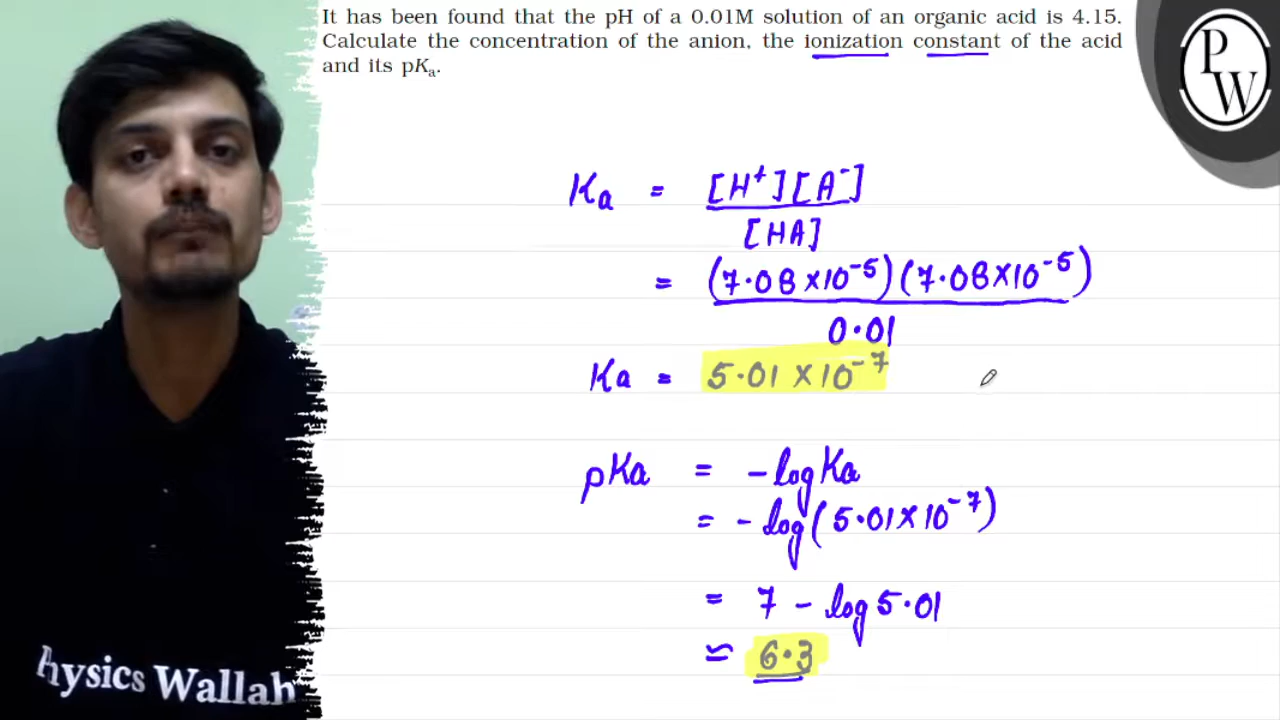 It has been found that the pH of a 0.01M solution of an organic acid is 4.15.
Calculate the concentration of the anion, the ionization constant of the acid
and its pKₐ.
P
W
Ka = [H⁺][A⁻]
[HA]
= (7.08×10⁻⁵)(7.08×10⁻⁵)
0.01
Ka = 5.01×10⁻⁷
pKa = -log Ka
= -log(5.01×10⁻⁷)
= 7 - log 5.01
≃ 6.3
Physics Wallah